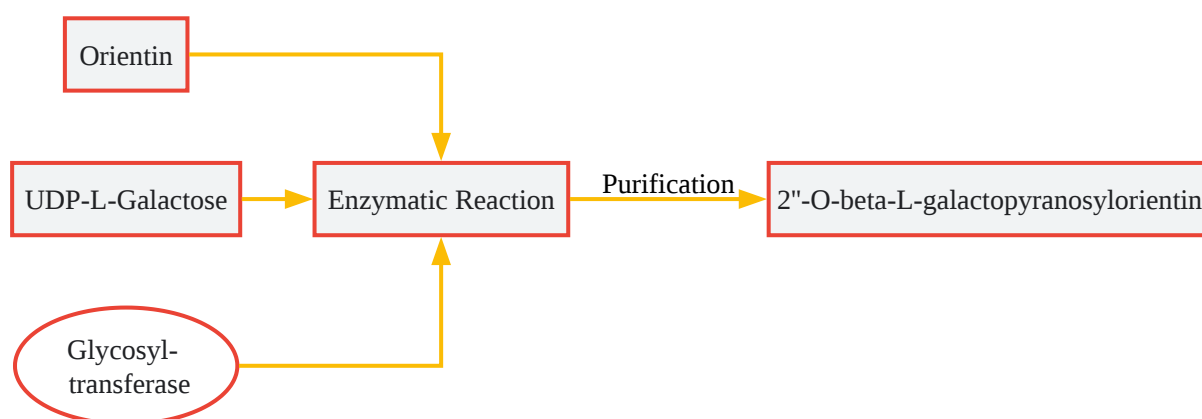 Orientin
UDP-L-Galactose
Enzymatic Reaction
Purification
2''-O-beta-L-galactopyranosylorientin
Glycosyl-
transferase